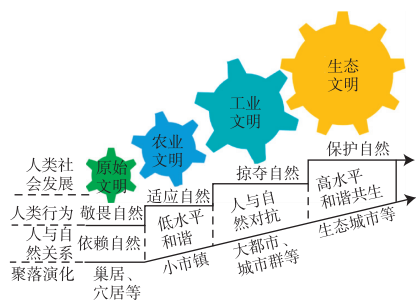 生态
文明
工业
文明
农业
文明
原始
文明
人类社
会发展
人类行为
敬畏自然
适应自然
掠夺自然
保护自然
人与自
然关系
依赖自然
低水平
和谐
人与自
然对抗
高水平
和谐共生
聚落演化
巢居、
穴居等
小市镇
大都市、
城市群等
生态城市等